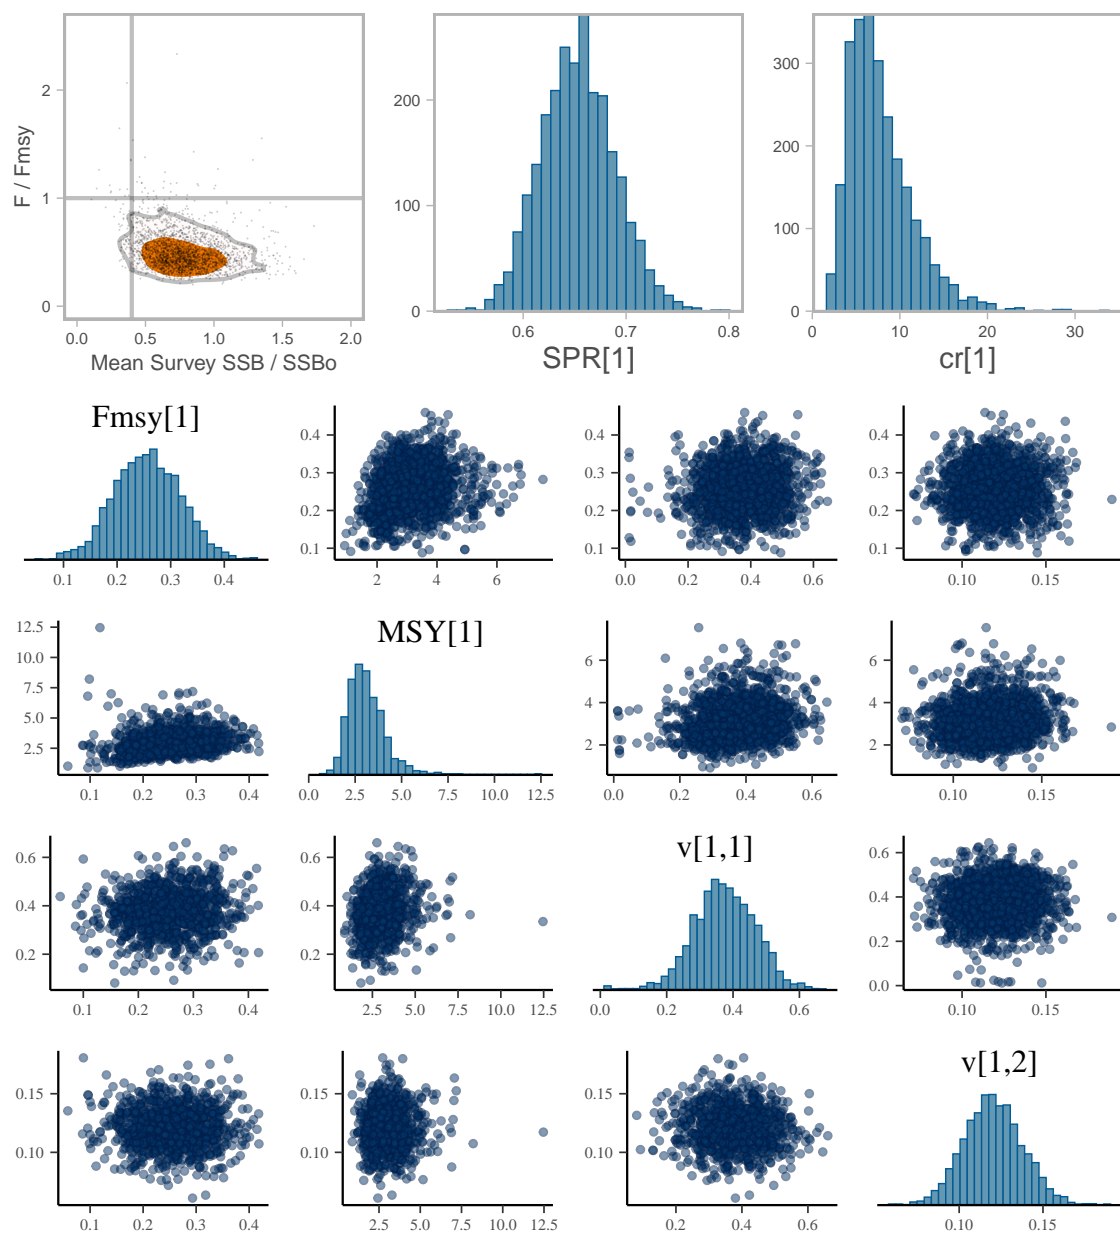 F / Fmsy
2
1
0
0.0 0.5 1.0 1.5 2.0
Mean Survey SSB / SSBo
200
100
0
0.6 0.7 0.8
SPR[1]
300
200
100
0
0 10 20 30
cr[1]
Fmsy[1]
0.1 0.2 0.3 0.4
0.4
0.3
0.2
0.1
2 4 6
0.4
0.3
0.2
0.1
0.0 0.2 0.4 0.6
0.4
0.3
0.2
0.1
0.10 0.15
12.5
10.0
7.5
5.0
2.5
0.1 0.2 0.3 0.4
MSY[1]
0.0 2.5 5.0 7.5 10.0 12.5
6
4
2
0.0 0.2 0.4 0.6
6
4
2
0.10 0.15
0.6
0.4
0.2
0.1 0.2 0.3 0.4
0.6
0.4
0.2
2.5 5.0 7.5 10.0 12.5
v[1,1]
0.0 0.2 0.4 0.6
0.6
0.4
0.2
0.0
0.10 0.15
0.15
0.10
0.1 0.2 0.3 0.4
0.15
0.10
2.5 5.0 7.5 10.0 12.5
0.15
0.10
0.2 0.4 0.6
v[1,2]
0.10 0.15